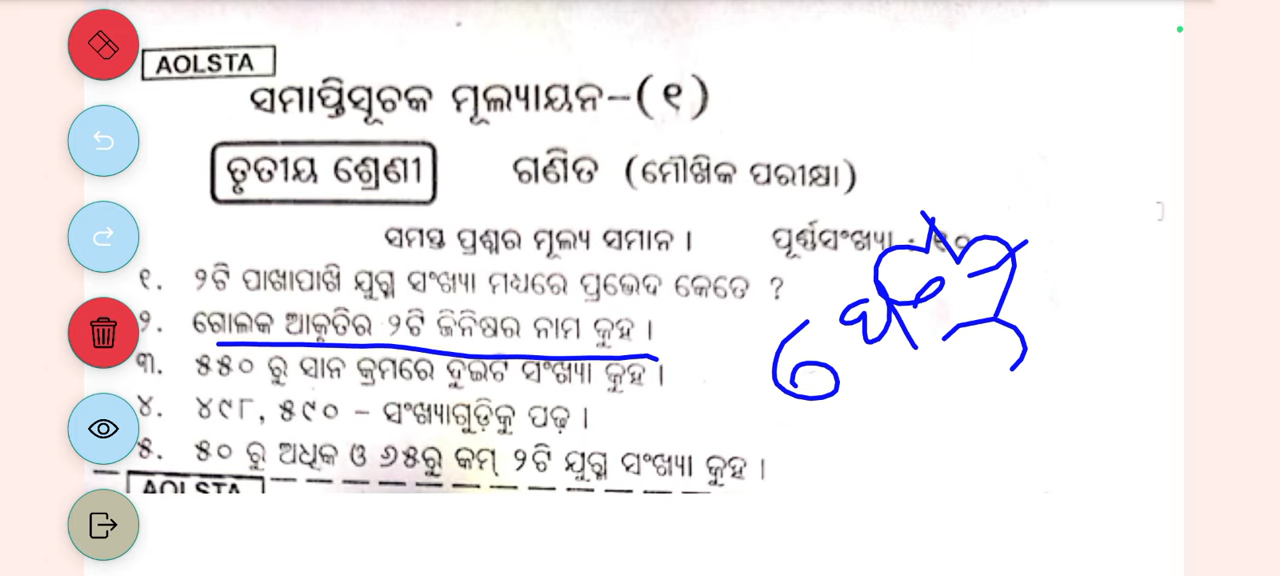 AOLSTA
ସମାପ୍ତିସୂଚକ ମୂଲ୍ୟାୟନ-(୧)
ତୃତୀୟ ଶ୍ରେଣୀ ଗଣିତ (ମୌଖିକ ପରୀକ୍ଷା)
ସମସ୍ତ ପ୍ରଶ୍ନର ମୂଲ୍ୟ ସମାନ । ପୂର୍ଣ୍ଣସଂଖ୍ୟା :
୧. ୨ଟି ପାଖାପାଖି ଯୁଗ୍ମ ସଂଖ୍ୟା ମଧ୍ୟରେ ପ୍ରଭେଦ କେତେ ?
୨. ଗୋଲକ ଆକୃତିର ୨ଟି ଜିନିଷର ନାମ କୁହ ।
୩. ୫୫୦ ରୁ ସାନ କ୍ରମରେ ଦୁଇଟି ସଂଖ୍ୟା କୁହ ।
୪. ୪୯୮, ୫୯୦ – ସଂଖ୍ୟାଗୁଡ଼ିକୁ ପଢ଼ ।
୫. ୫୦ ରୁ ଅଧିକ ଓ ୬୫ରୁ କମ୍ ୨ଟି ଯୁଗ୍ମ ସଂଖ୍ୟା କୁହ ।
AOLSTA